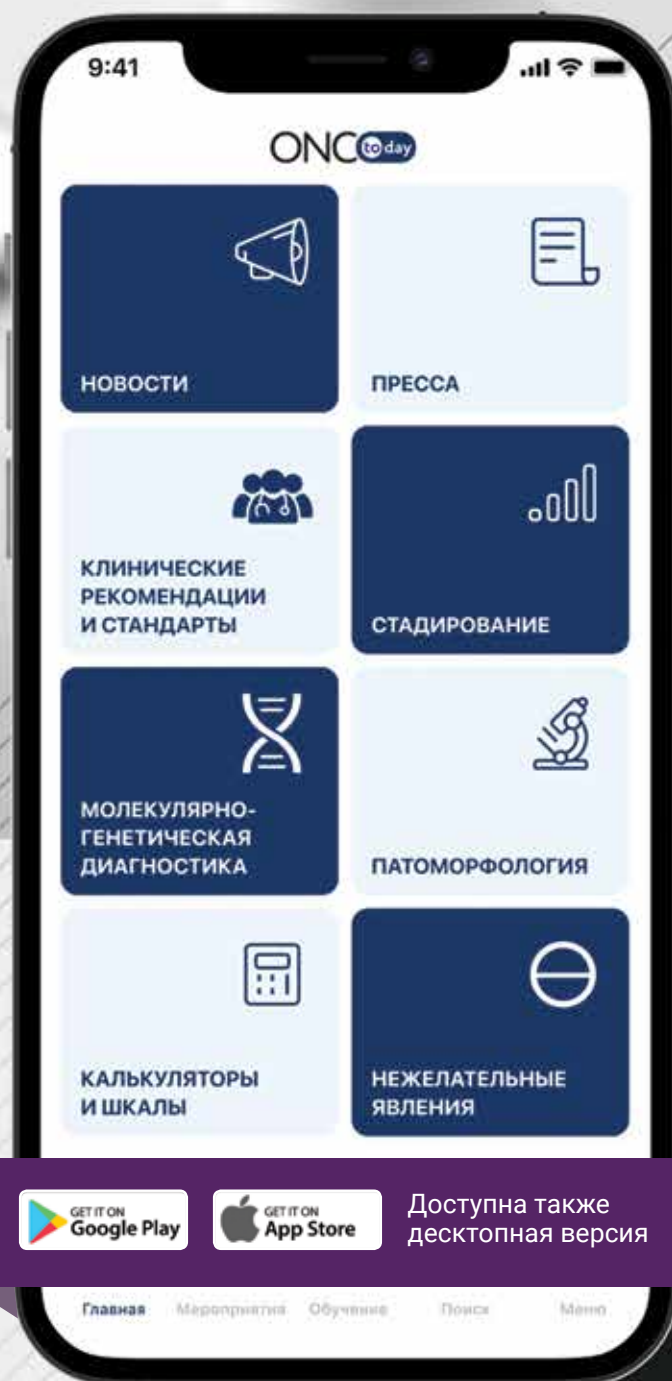 9:41
ONC today
НОВОСТИ
ПРЕССА
КЛИНИЧЕСКИЕ
РЕКОМЕНДАЦИИ
И СТАНДАРТЫ
СТАДИРОВАНИЕ
МОЛЕКУЛЯРНО-
ГЕНЕТИЧЕСКАЯ
ДИАГНОСТИКА
ПАТОМОРФОЛОГИЯ
КАЛЬКУЛЯТОРЫ
И ШКАЛЫ
НЕЖЕЛАТЕЛЬНЫЕ
ЯВЛЕНИЯ
GET IT ON
Google Play
GET IT ON
App Store
Доступна также
десктопная версия
Главная Мероприятия Обучение Поиск Меню